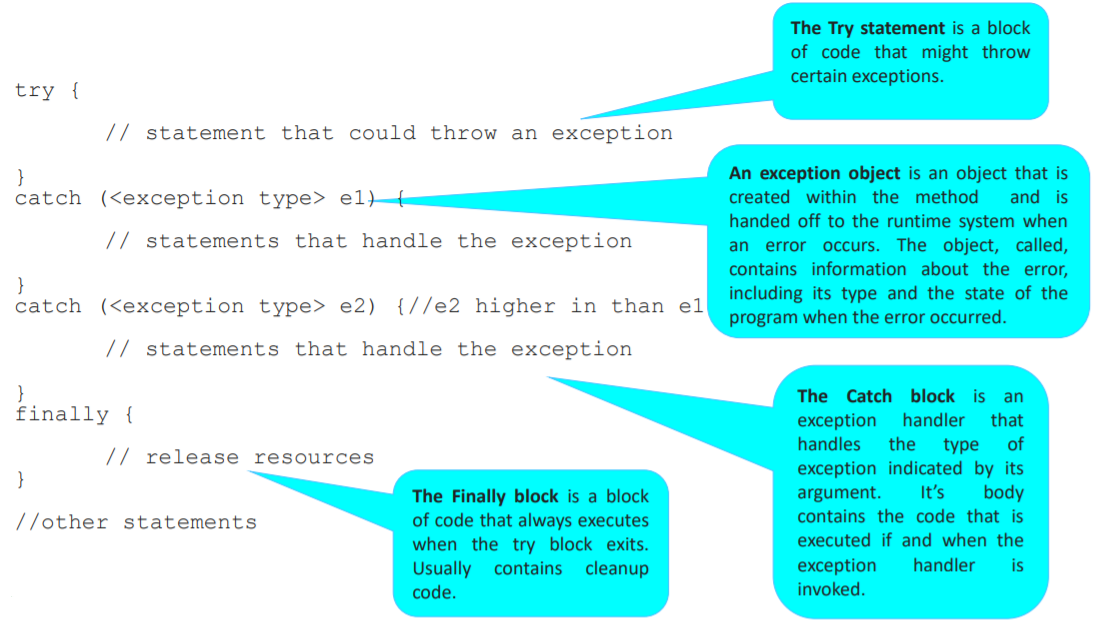 try {
// statement that could throw an exception
}
catch (<exception type> e1) {
// statements that handle the exception
}
catch (<exception type> e2) {//e2 higher in than e1
// statements that handle the exception
}
finally {
// release resources
}
//other statements
The Try statement is a block
of code that might throw
certain exceptions.
An exception object is an object that is
created within the method and is
handed off to the runtime system when
an error occurs. The object, called,
contains information about the error,
including its type and the state of the
program when the error occurred.
The Catch block is an
exception handler that
handles the type of
exception indicated by its
argument. It’s body
contains the code that is
executed if and when the
exception handler is
invoked.
The Finally block is a block
of code that always executes
when the try block exits.
Usually contains cleanup
code.